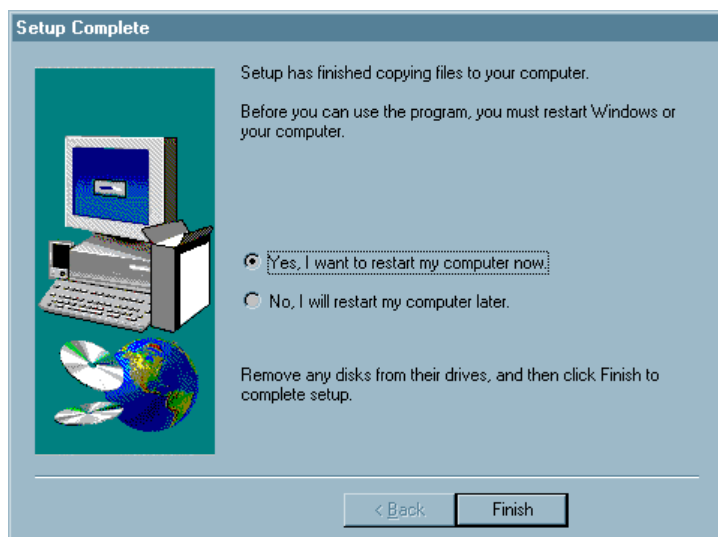 Setup Complete
Setup has finished copying files to your computer.
Before you can use the program, you must restart Windows or
your computer.
Yes, I want to restart my computer now.
No, I will restart my computer later.
Remove any disks from their drives, and then click Finish to
complete setup.
< Back
Finish